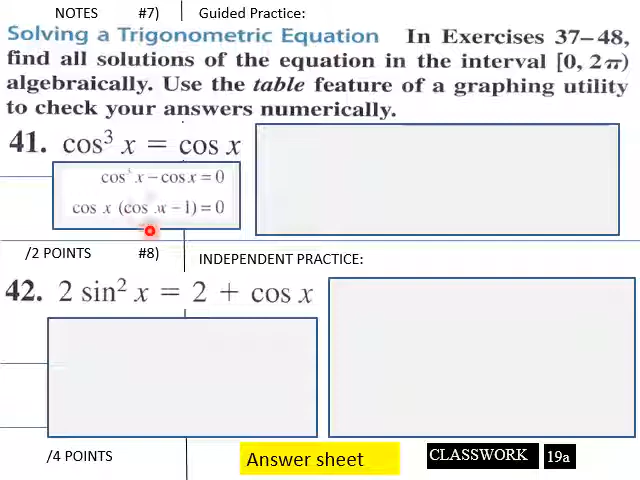 NOTES #7) Guided Practice:
Solving a Trigonometric Equation In Exercises 37–48,
find all solutions of the equation in the interval [0, 2π)
algebraically. Use the table feature of a graphing utility
to check your answers numerically.
41. cos³ x = cos x
cos³ x − cos x = 0
cos x (cos² x − 1) = 0
/2 POINTS #8) INDEPENDENT PRACTICE:
42. 2 sin² x = 2 + cos x
/4 POINTS Answer sheet CLASSWORK 19a